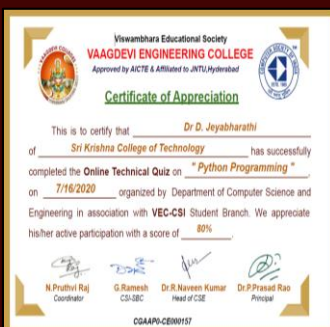 Viswambhara Educational Society
VAAGDEVI ENGINEERING COLLEGE
Approved by AICTE & Affiliated to JNTU,Hyderabad
Certificate of Appreciation
This is to certify that Dr D. Jeyabharathi
of Sri Krishna College of Technology has successfully
completed the Online Technical Quiz on " Python Programming "
on 7/16/2020 organized by Department of Computer Science and
Engineering in association with VEC-CSI Student Branch. We appreciate
his/her active participation with a score of 80% .
N.Pruthvi Raj G.Ramesh Dr.R.Naveen Kumar Dr.P.Prasad Rao
Coordinator CSI-SBC Head of CSE Principal
CGAAP0-CE000157